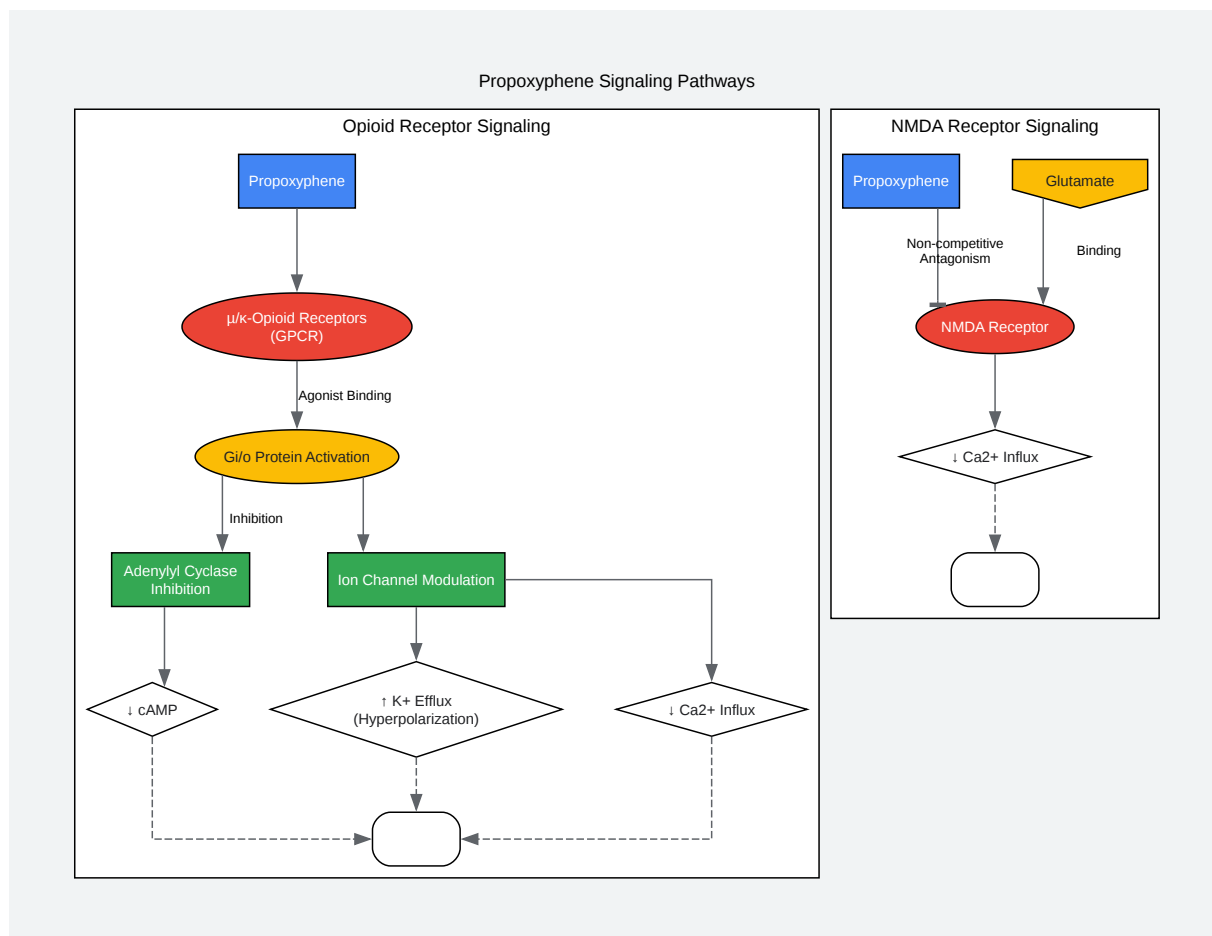 Propoxyphene Signaling Pathways
Opioid Receptor Signaling
Propoxyphene
µ/κ-Opioid Receptors
(GPCR)
Agonist Binding
Gi/o Protein Activation
Inhibition
Adenylyl Cyclase
Inhibition
Ion Channel Modulation
↓ cAMP
↑ K+ Efflux
(Hyperpolarization)
↓ Ca2+ Influx
NMDA Receptor Signaling
Propoxyphene
Glutamate
Non-competitive
Antagonism
Binding
NMDA Receptor
↓ Ca2+ Influx